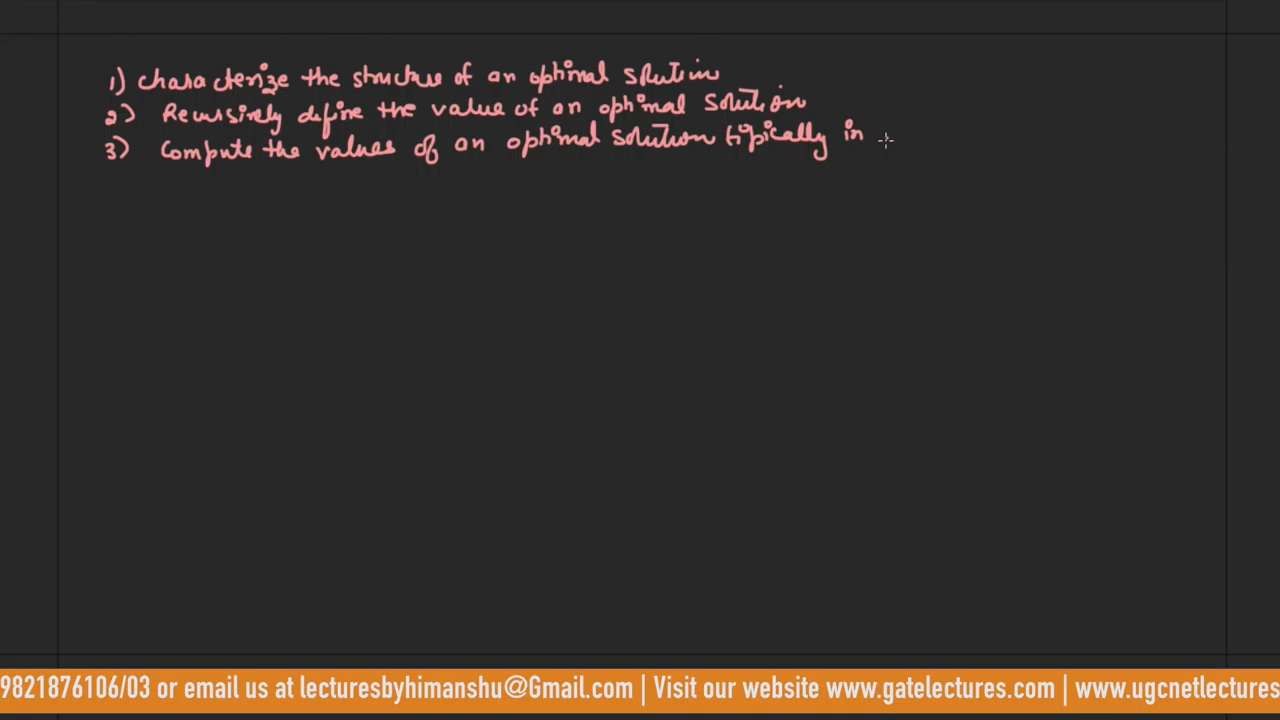 1) characterize the structure of an optimal solution
2) Recursively define the value of an optimal solution
3) compute the values of an optimal solution typically in
9821876106/03 or email us at lecturesbyhimanshu@Gmail.com | Visit our website www.gatelectures.com | www.ugcnetlectures